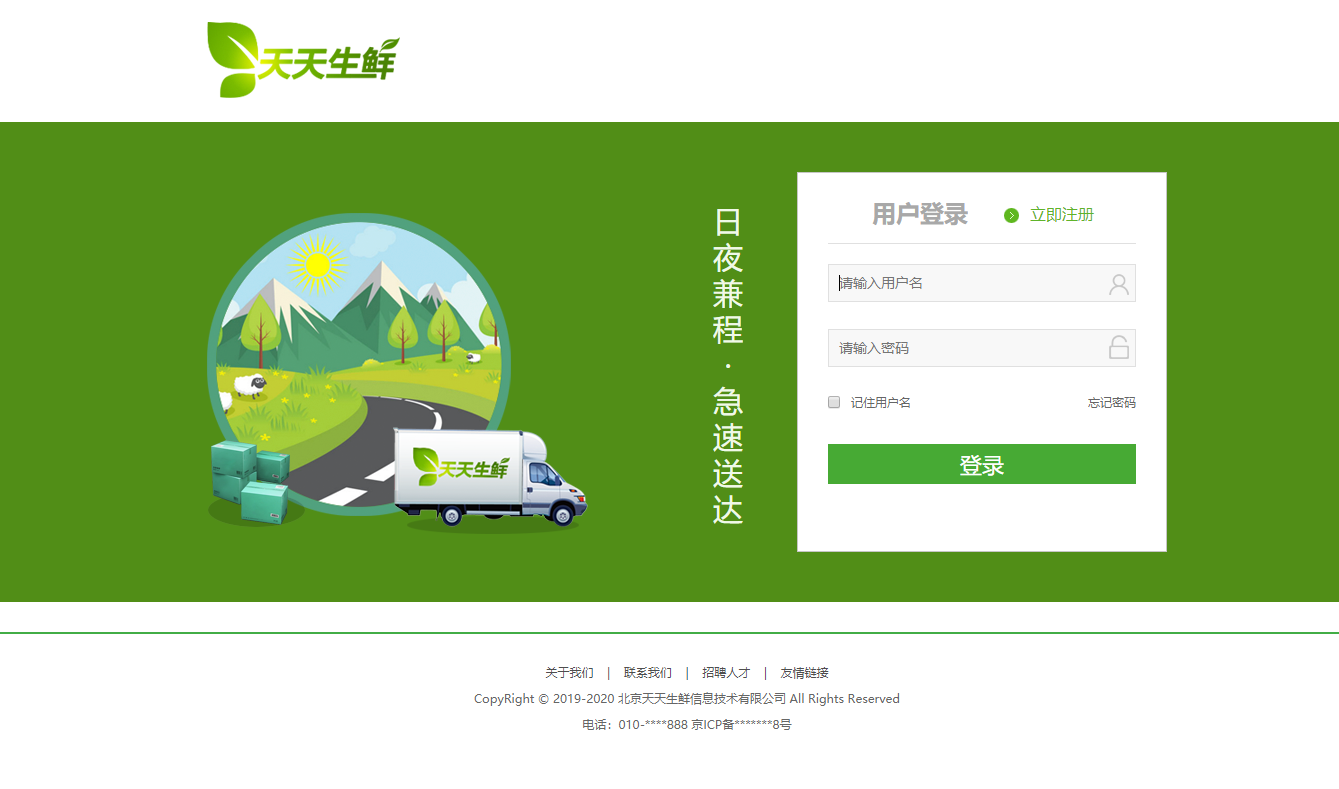 天天生鲜
日夜兼程·急速送达
天天生鲜
用户登录 立即注册
请输入用户名
请输入密码
记住用户名 忘记密码
登录
关于我们 | 联系我们 | 招聘人才 | 友情链接
CopyRight © 2019-2020 北京天天生鲜信息技术有限公司 All Rights Reserved
电话：010-****888 京ICP备*******8号